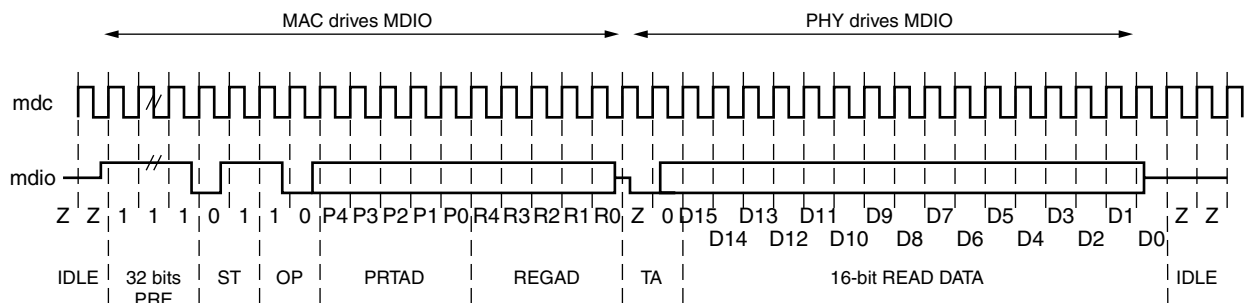 MAC drives MDIO PHY drives MDIO
mdc
mdio
Z Z 1 1 1 0 1 1 0 P4 P3 P2 P1 P0 R4 R3 R2 R1 R0 Z 0 D15 D13 D11 D9 D7 D5 D3 D1 Z Z
D14 D12 D10 D8 D6 D4 D2 D0
IDLE 32 bits ST OP PRTAD REGAD TA 16-bit READ DATA IDLE
PRE